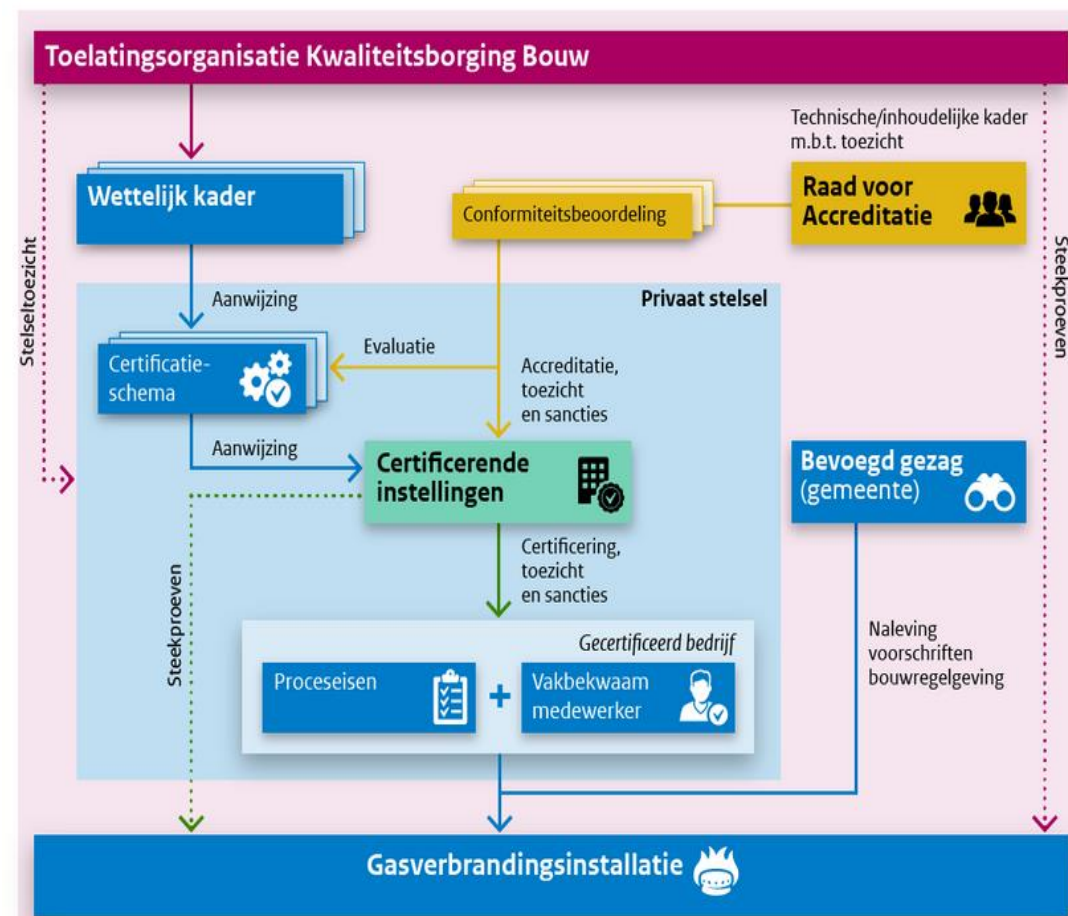 Toelatingsorganisatie Kwaliteitsborging Bouw
Technische/inhoudelijke kader
m.b.t. toezicht
Wettelijk kader
Conformiteitsbeoordeling
Raad voor
Accreditatie
Stelseltoezicht
Steekproeven
Aanwijzing
Privaat stelsel
Certificatie-
schema
Evaluatie
Accreditatie,
toezicht
en sancties
Aanwijzing
Certificerende
instellingen
Bevoegd gezag
(gemeente)
Certificering,
toezicht
en sancties
Steekproeven
Gecertificeerd bedrijf
Naleving
voorschriften
bouwregelgeving
Proceseisen
+
Vakbekwaam
medewerker
Gasverbrandingsinstallatie